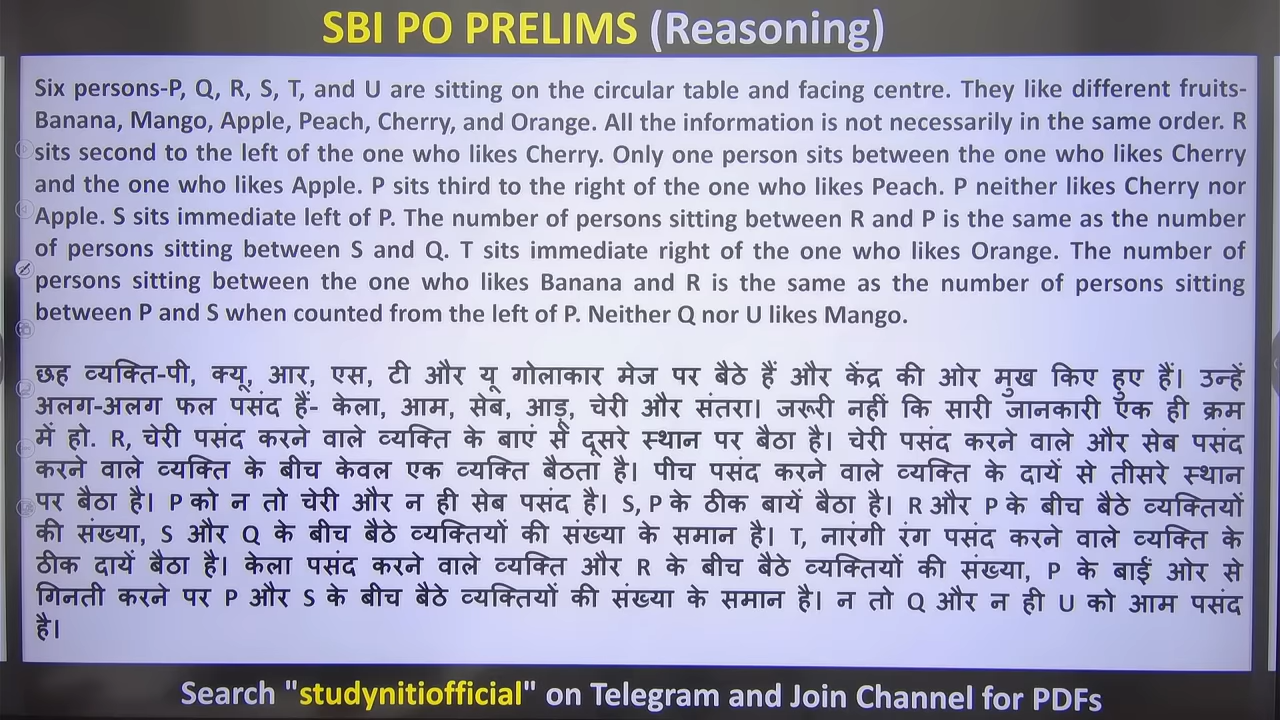 SBI PO PRELIMS (Reasoning)
Six persons-P, Q, R, S, T, and U are sitting on the circular table and facing centre. They like different fruits-
Banana, Mango, Apple, Peach, Cherry, and Orange. All the information is not necessarily in the same order. R
sits second to the left of the one who likes Cherry. Only one person sits between the one who likes Cherry
and the one who likes Apple. P sits third to the right of the one who likes Peach. P neither likes Cherry nor
Apple. S sits immediate left of P. The number of persons sitting between R and P is the same as the number
of persons sitting between S and Q. T sits immediate right of the one who likes Orange. The number of
persons sitting between the one who likes Banana and R is the same as the number of persons sitting
between P and S when counted from the left of P. Neither Q nor U likes Mango.
छह व्यक्ति-पी, क्यू, आर, एस, टी और यू गोलाकार मेज पर बैठे हैं और केंद्र की ओर मुख किए हुए हैं। उन्हें
अलग-अलग फल पसंद हैं- केला, आम, सेब, आड़ू, चेरी और संतरा। जरूरी नहीं कि सारी जानकारी एक ही क्रम
में हो. R, चेरी पसंद करने वाले व्यक्ति के बाएं से दूसरे स्थान पर बैठा है। चेरी पसंद करने वाले और सेब पसंद
करने वाले व्यक्ति के बीच केवल एक व्यक्ति बैठता है। पीच पसंद करने वाले व्यक्ति के दायें से तीसरे स्थान
पर बैठा है। P को न तो चेरी और न ही सेब पसंद है। S, P के ठीक बायें बैठा है। R और P के बीच बैठे व्यक्तियों
की संख्या, S और Q के बीच बैठे व्यक्तियों की संख्या के समान है। T, नारंगी रंग पसंद करने वाले व्यक्ति के
ठीक दायें बैठा है। केला पसंद करने वाले व्यक्ति और R के बीच बैठे व्यक्तियों की संख्या, P के बाईं ओर से
गिनती करने पर P और S के बीच बैठे व्यक्तियों की संख्या के समान है। न तो Q और न ही U को आम पसंद
है।
Search "studynitiofficial" on Telegram and Join Channel for PDFs